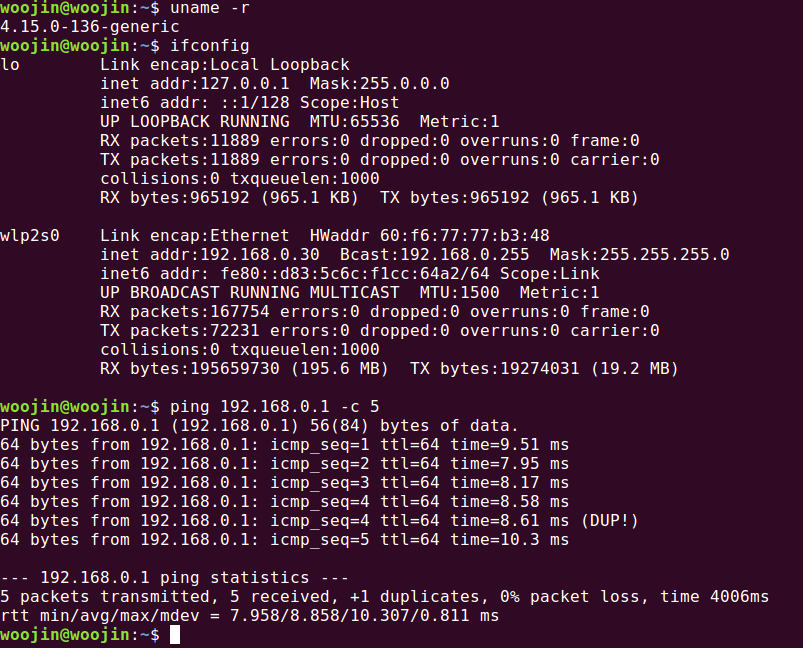 woojin@woojin:~$ uname -r
4.15.0-136-generic
woojin@woojin:~$ ifconfig
lo        Link encap:Local Loopback
          inet addr:127.0.0.1  Mask:255.0.0.0
          inet6 addr: ::1/128 Scope:Host
          UP LOOPBACK RUNNING  MTU:65536  Metric:1
          RX packets:11889 errors:0 dropped:0 overruns:0 frame:0
          TX packets:11889 errors:0 dropped:0 overruns:0 carrier:0
          collisions:0 txqueuelen:1000
          RX bytes:965192 (965.1 KB)  TX bytes:965192 (965.1 KB)

wlp2s0    Link encap:Ethernet  HWaddr 60:f6:77:77:b3:48
          inet addr:192.168.0.30  Bcast:192.168.0.255  Mask:255.255.255.0
          inet6 addr: fe80::d83:5c6c:f1cc:64a2/64 Scope:Link
          UP BROADCAST RUNNING MULTICAST  MTU:1500  Metric:1
          RX packets:167754 errors:0 dropped:0 overruns:0 frame:0
          TX packets:72231 errors:0 dropped:0 overruns:0 carrier:0
          collisions:0 txqueuelen:1000
          RX bytes:195659730 (195.6 MB)  TX bytes:19274031 (19.2 MB)

woojin@woojin:~$ ping 192.168.0.1 -c 5
PING 192.168.0.1 (192.168.0.1) 56(84) bytes of data.
64 bytes from 192.168.0.1: icmp_seq=1 ttl=64 time=9.51 ms
64 bytes from 192.168.0.1: icmp_seq=2 ttl=64 time=7.95 ms
64 bytes from 192.168.0.1: icmp_seq=3 ttl=64 time=8.17 ms
64 bytes from 192.168.0.1: icmp_seq=4 ttl=64 time=8.58 ms
64 bytes from 192.168.0.1: icmp_seq=4 ttl=64 time=8.61 ms (DUP!)
64 bytes from 192.168.0.1: icmp_seq=5 ttl=64 time=10.3 ms

--- 192.168.0.1 ping statistics ---
5 packets transmitted, 5 received, +1 duplicates, 0% packet loss, time 4006ms
rtt min/avg/max/mdev = 7.958/8.858/10.307/0.811 ms
woojin@woojin:~$